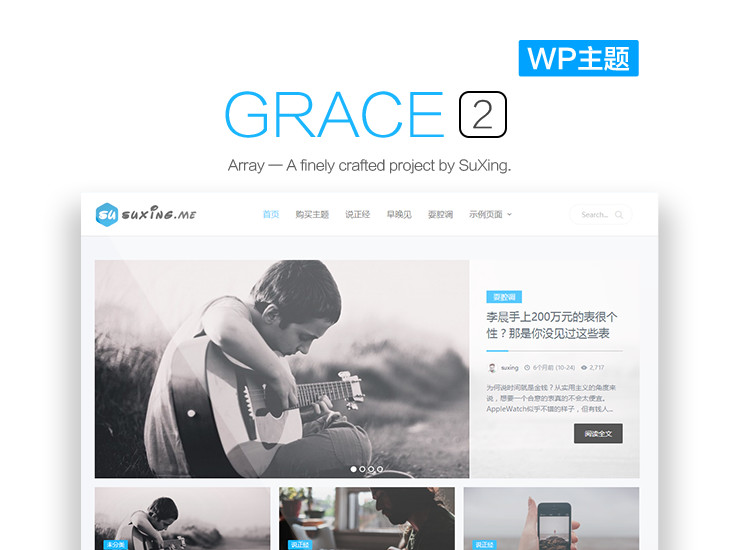 WP主题
GRACE 2
Array — A finely crafted project by SuXing.
SU SUXING.ME
首页 购买主题 说正经 早晚见 耍腔调 示例页面
Search...
耍腔调
李晨手上200万元的表很个
性？那是你没见过这些表
suxing 6个月前 (10-24) 2,717
为何说时间就是金钱？从实用主义的角度来
说，想要一个合意的表真的不会太便宜。
AppleWatch似乎不错的样子，但有钱人...
阅读全文
未分类
说正经
说正经